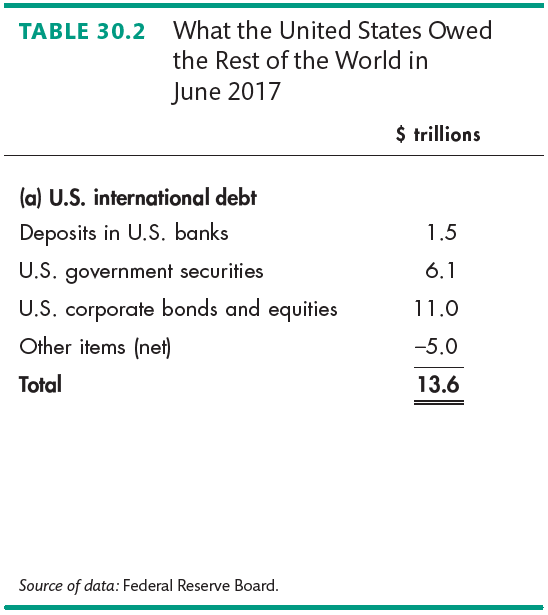 TABLE 30.2 What the United States Owed
the Rest of the World in
June 2017
$ trillions
(a) U.S. international debt
Deposits in U.S. banks 1.5
U.S. government securities 6.1
U.S. corporate bonds and equities 11.0
Other items (net) –5.0
Total 13.6
Source of data: Federal Reserve Board.